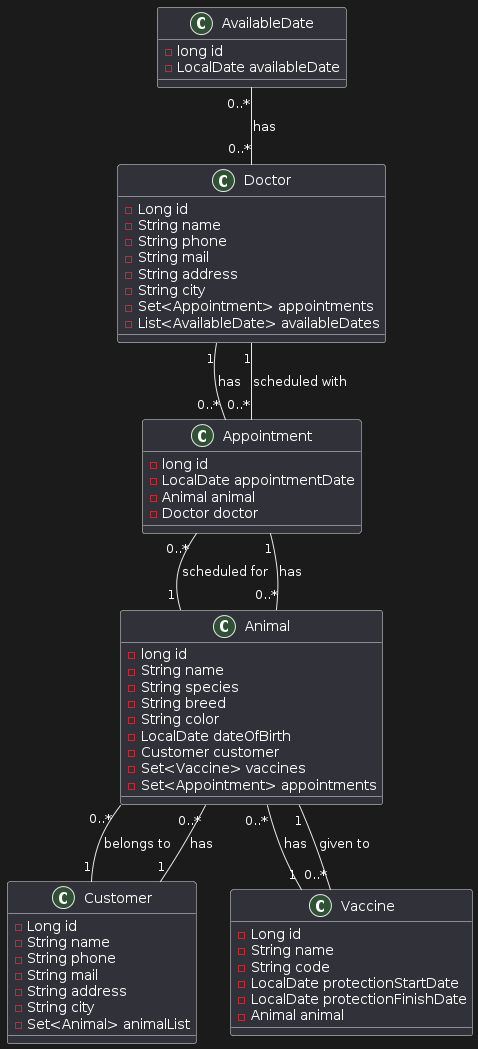 C AvailableDate
long id
LocalDate availableDate
0..*
has
0..*
C Doctor
Long id
String name
String phone
String mail
String address
String city
Set<Appointment> appointments
List<AvailableDate> availableDates
1 1
has scheduled with
0..* 0..*
C Appointment
long id
LocalDate appointmentDate
Animal animal
Doctor doctor
0..* 1
scheduled for has
1 0..*
C Animal
long id
String name
String species
String breed
String color
LocalDate dateOfBirth
Customer customer
Set<Vaccine> vaccines
Set<Appointment> appointments
0..* 0..* 0..* 1
belongs to has has given to
1 1 1 0..*
C Customer
Long id
String name
String phone
String mail
String address
String city
Set<Animal> animalList
C Vaccine
Long id
String name
String code
LocalDate protectionStartDate
LocalDate protectionFinishDate
Animal animal